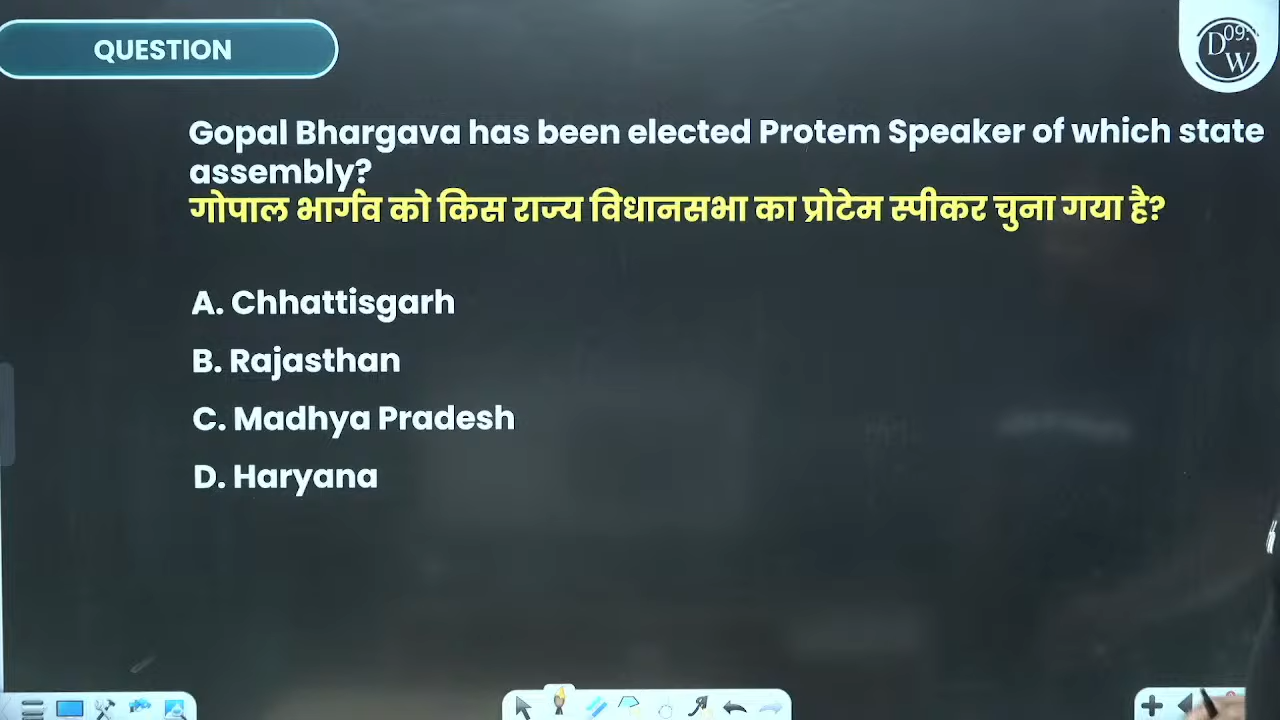 QUESTION
09:
D
W
Gopal Bhargava has been elected Protem Speaker of which state
assembly?
गोपाल भार्गव को किस राज्य विधानसभा का प्रोटेम स्पीकर चुना गया है?
A. Chhattisgarh
B. Rajasthan
C. Madhya Pradesh
D. Haryana